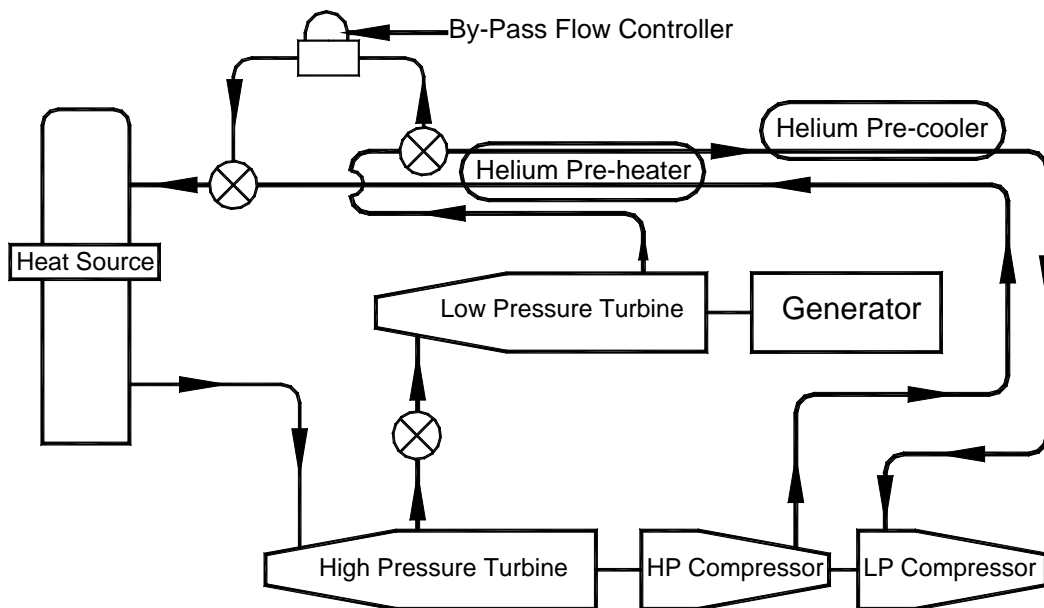 By-Pass Flow Controller
Helium Pre-cooler
Helium Pre-heater
Heat Source
Low Pressure Turbine
Generator
High Pressure Turbine
HP Compressor
LP Compressor